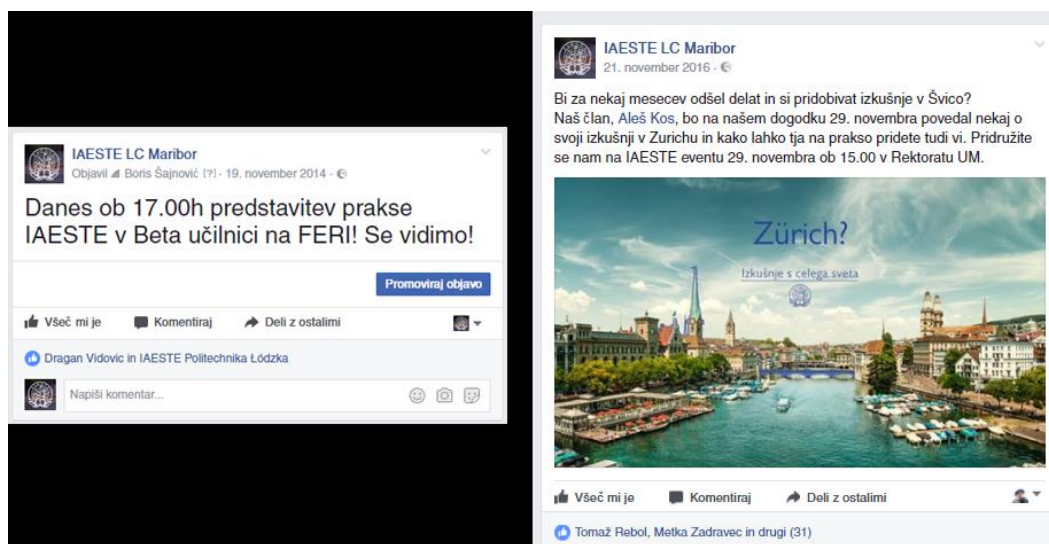 IAESTE LC Maribor
Objavil Boris Šajnović [?] · 19. november 2014 ·
Danes ob 17.00h predstavitev prakse
IAESTE v Beta učilnici na FERI! Se vidimo!
Promoviraj objavo
Všeč mi je Komentiraj Deli z ostalimi
Dragan Vidovic in IAESTE Politechnika Łódzka
Napiši komentar...
IAESTE LC Maribor
21. november 2016 ·
Bi za nekaj mesecev odšel delat in si pridobivat izkušnje v Švico?
Naš član, Aleš Kos, bo na našem dogodku 29. novembra povedal nekaj o
svoji izkušnji v Zurichu in kako lahko tja na prakso pridete tudi vi. Pridružite
se nam na IAESTE eventu 29. novembra ob 15.00 v Rektoratu UM.
Zürich?
Izkušnje s celega sveta
Všeč mi je Komentiraj Deli z ostalimi
Tomaž Rebol, Metka Zadravec in drugi (31)